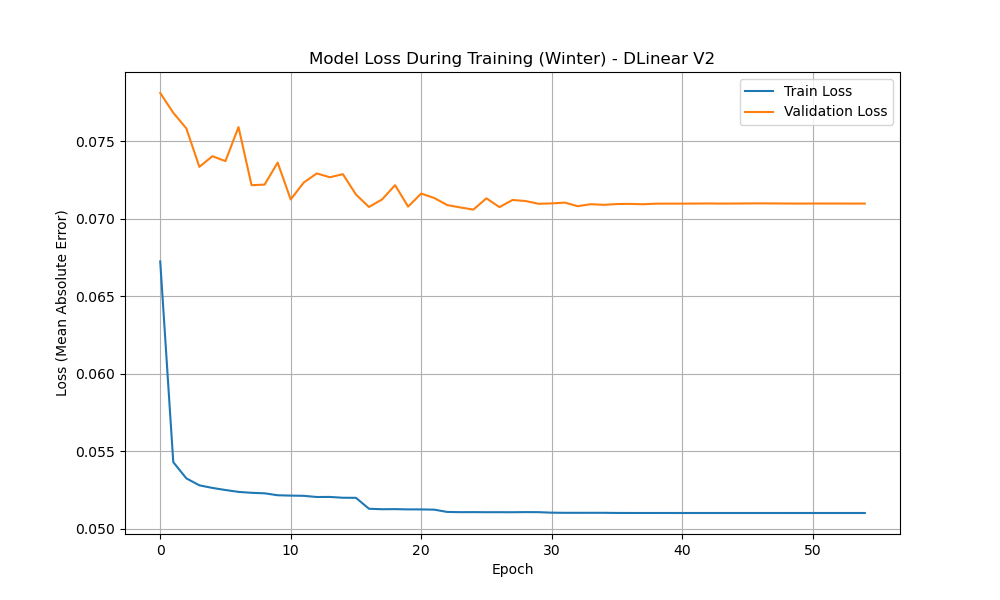 Model Loss During Training (Winter) - DLinear V2
Train Loss
Validation Loss
Loss (Mean Absolute Error)
0.075
0.070
0.065
0.060
0.055
0.050
0 10 20 30 40 50
Epoch